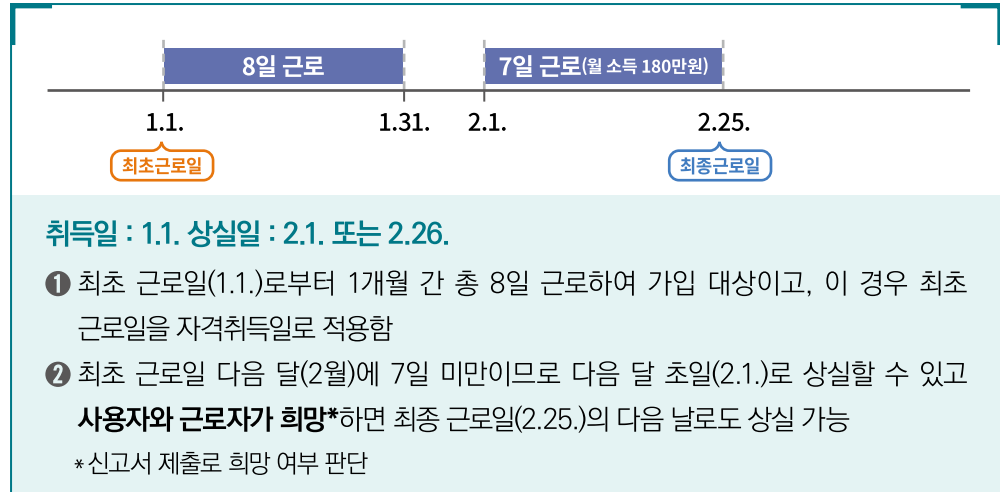 8일 근로
7일 근로(월 소득 180만원)
1.1.
1.31.
2.1.
2.25.
최초근로일
최종근로일
취득일 : 1.1. 상실일 : 2.1. 또는 2.26.
❶ 최초 근로일(1.1.)로부터 1개월 간 총 8일 근로하여 가입 대상이고, 이 경우 최초
근로일을 자격취득일로 적용함
❷ 최초 근로일 다음 달(2월)에 7일 미만이므로 다음 달 초일(2.1.)로 상실할 수 있고
사용자와 근로자가 희망*하면 최종 근로일(2.25.)의 다음 날로도 상실 가능
* 신고서 제출로 희망 여부 판단